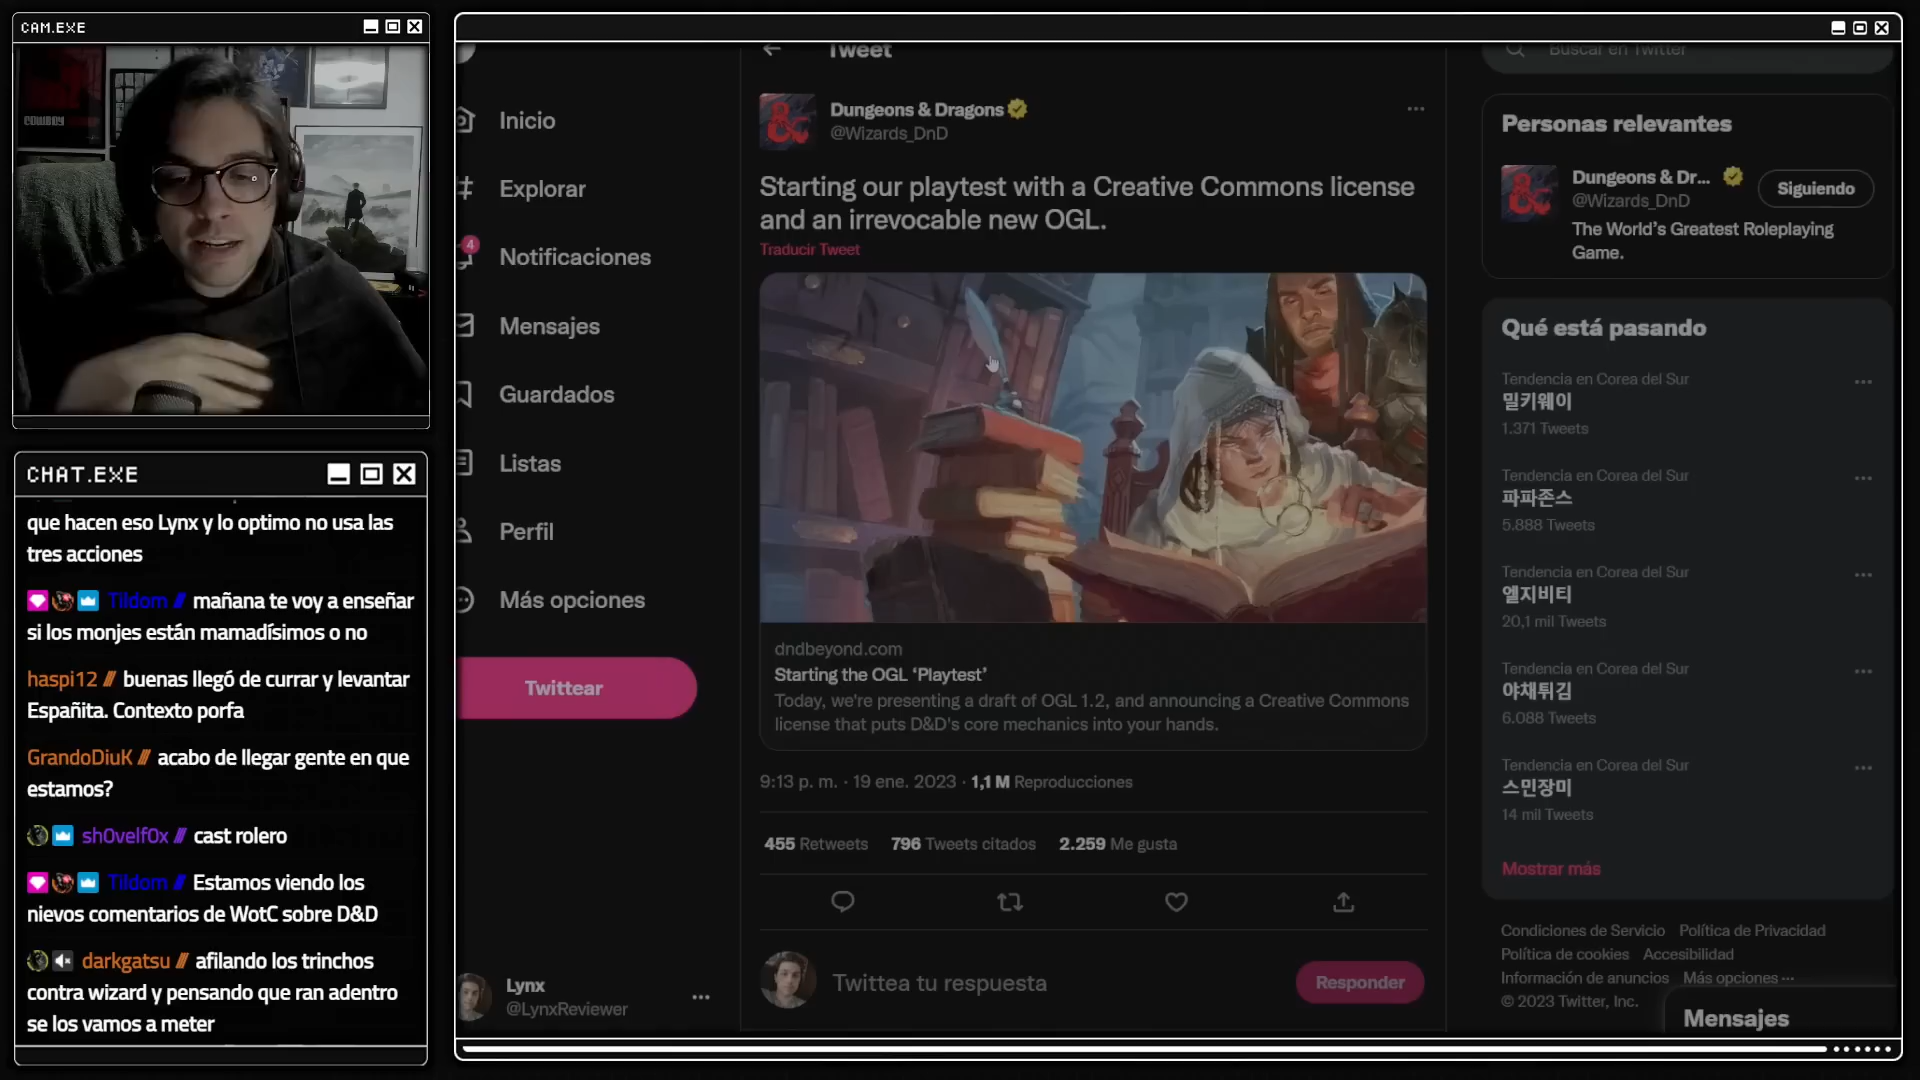 CAM.EXE
COWBOY
CHAT.EXE
que hacen eso Lynx y lo optimo no usa las
tres acciones
Tildom /// mañana te voy a enseñar
si los monjes están mamadísimos o no
haspi12 /// buenas llegó de currar y levantar
Españita. Contexto porfa
GrandoDiuK /// acabo de llegar gente en que
estamos?
sh0velf0x /// cast rolero
Tildom /// Estamos viendo los
nievos comentarios de WotC sobre D&D
darkgatsu /// afilando los trinchos
contra wizard y pensando que ran adentro
se los vamos a meter
Inicio
Explorar
4
Notificaciones
Mensajes
Guardados
Listas
Perfil
Más opciones
Twittear
Lynx
@LynxReviewer
Tweet
Dungeons & Dragons
@Wizards_DnD
Starting our playtest with a Creative Commons license
and an irrevocable new OGL.
Traducir Tweet
dndbeyond.com
Starting the OGL ‘Playtest’
Today, we're presenting a draft of OGL 1.2, and announcing a Creative Commons
license that puts D&D's core mechanics into your hands.
9:13 p. m. · 19 ene. 2023 · 1,1 M Reproducciones
455 Retweets 796 Tweets citados 2.259 Me gusta
Twittea tu respuesta
Responder
Buscar en Twitter
Personas relevantes
Dungeons & Dr...
@Wizards_DnD
Siguiendo
The World’s Greatest Roleplaying
Game.
Qué está pasando
Tendencia en Corea del Sur
밀키웨이
1.371 Tweets
Tendencia en Corea del Sur
파파존스
5.888 Tweets
Tendencia en Corea del Sur
엘지비티
20,1 mil Tweets
Tendencia en Corea del Sur
야채튀김
6.088 Tweets
Tendencia en Corea del Sur
스민장미
14 mil Tweets
Mostrar más
Condiciones de Servicio Política de Privacidad
Política de cookies Accesibilidad
Información de anuncios Más opciones ···
© 2023 Twitter, Inc.
Mensajes